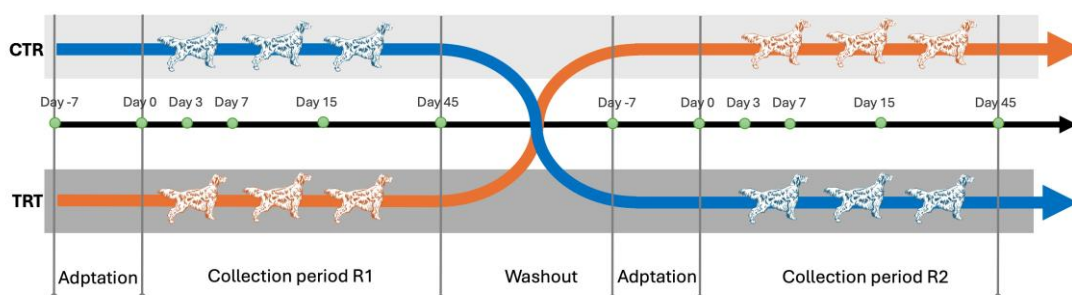 CTR
Day -7 Day 0 Day 3 Day 7 Day 15 Day 45 Day -7 Day 0 Day 3 Day 7 Day 15 Day 45
TRT
Adptation Collection period R1 Washout Adptation Collection period R2